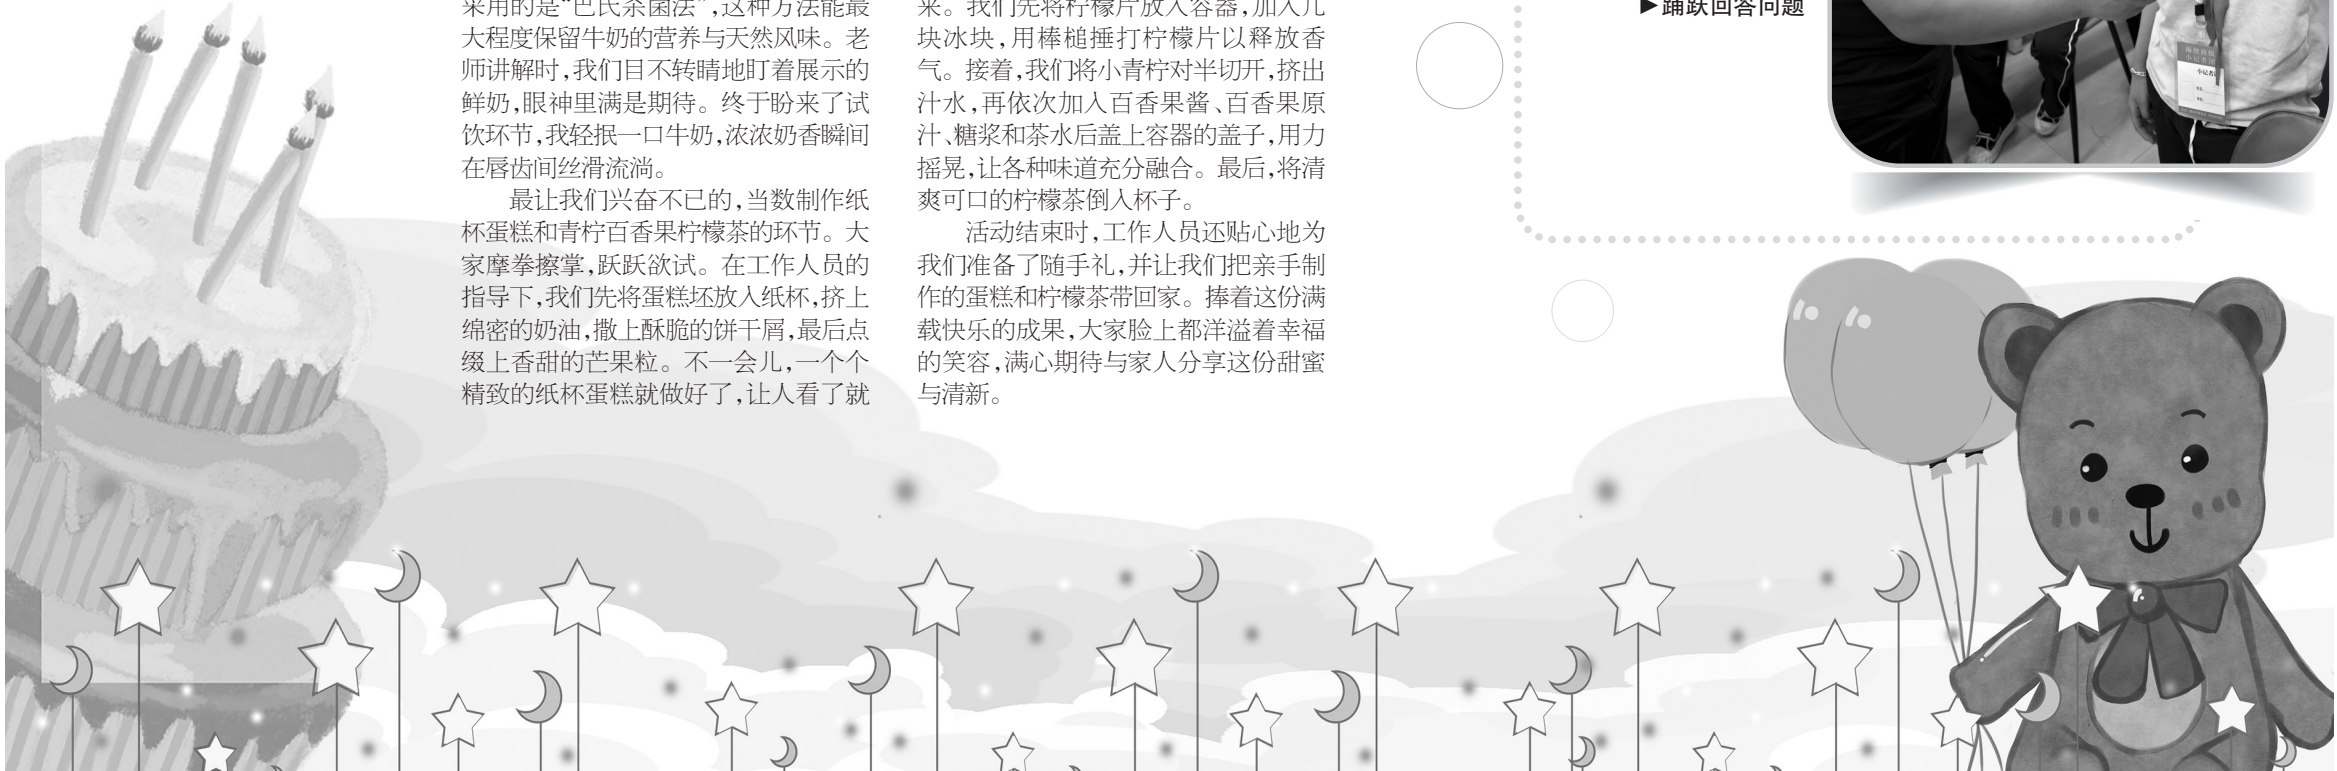 采用的是“巴氏杀菌法”,这种方法能最
大程度保留牛奶的营养与天然风味。老
师讲解时,我们目不转睛地盯着展示的
鲜奶,眼神里满是期待。终于盼来了试
饮环节,我轻抿一口牛奶,浓浓奶香瞬间
在唇齿间丝滑流淌。
最让我们兴奋不已的,当数制作纸
杯蛋糕和青柠百香果柠檬茶的环节。大
家摩拳擦掌,跃跃欲试。在工作人员的
指导下,我们先将蛋糕坯放入纸杯,挤上
绵密的奶油,撒上酥脆的饼干屑,最后点
缀上香甜的芒果粒。不一会儿,一个个
精致的纸杯蛋糕就做好了,让人看了就
来。我们先将柠檬片放入容器,加入几
块冰块,用棒槌捶打柠檬片以释放香
气。接着,我们将小青柠对半切开,挤出
汁水,再依次加入百香果酱、百香果原
汁、糖浆和茶水后盖上容器的盖子,用力
摇晃,让各种味道充分融合。最后,将清
爽可口的柠檬茶倒入杯子。
活动结束时,工作人员还贴心地为
我们准备了随手礼,并让我们把亲手制
作的蛋糕和柠檬茶带回家。捧着这份满
载快乐的成果,大家脸上都洋溢着幸福
的笑容,满心期待与家人分享这份甜蜜
与清新。
▶踊跃回答问题
小记者